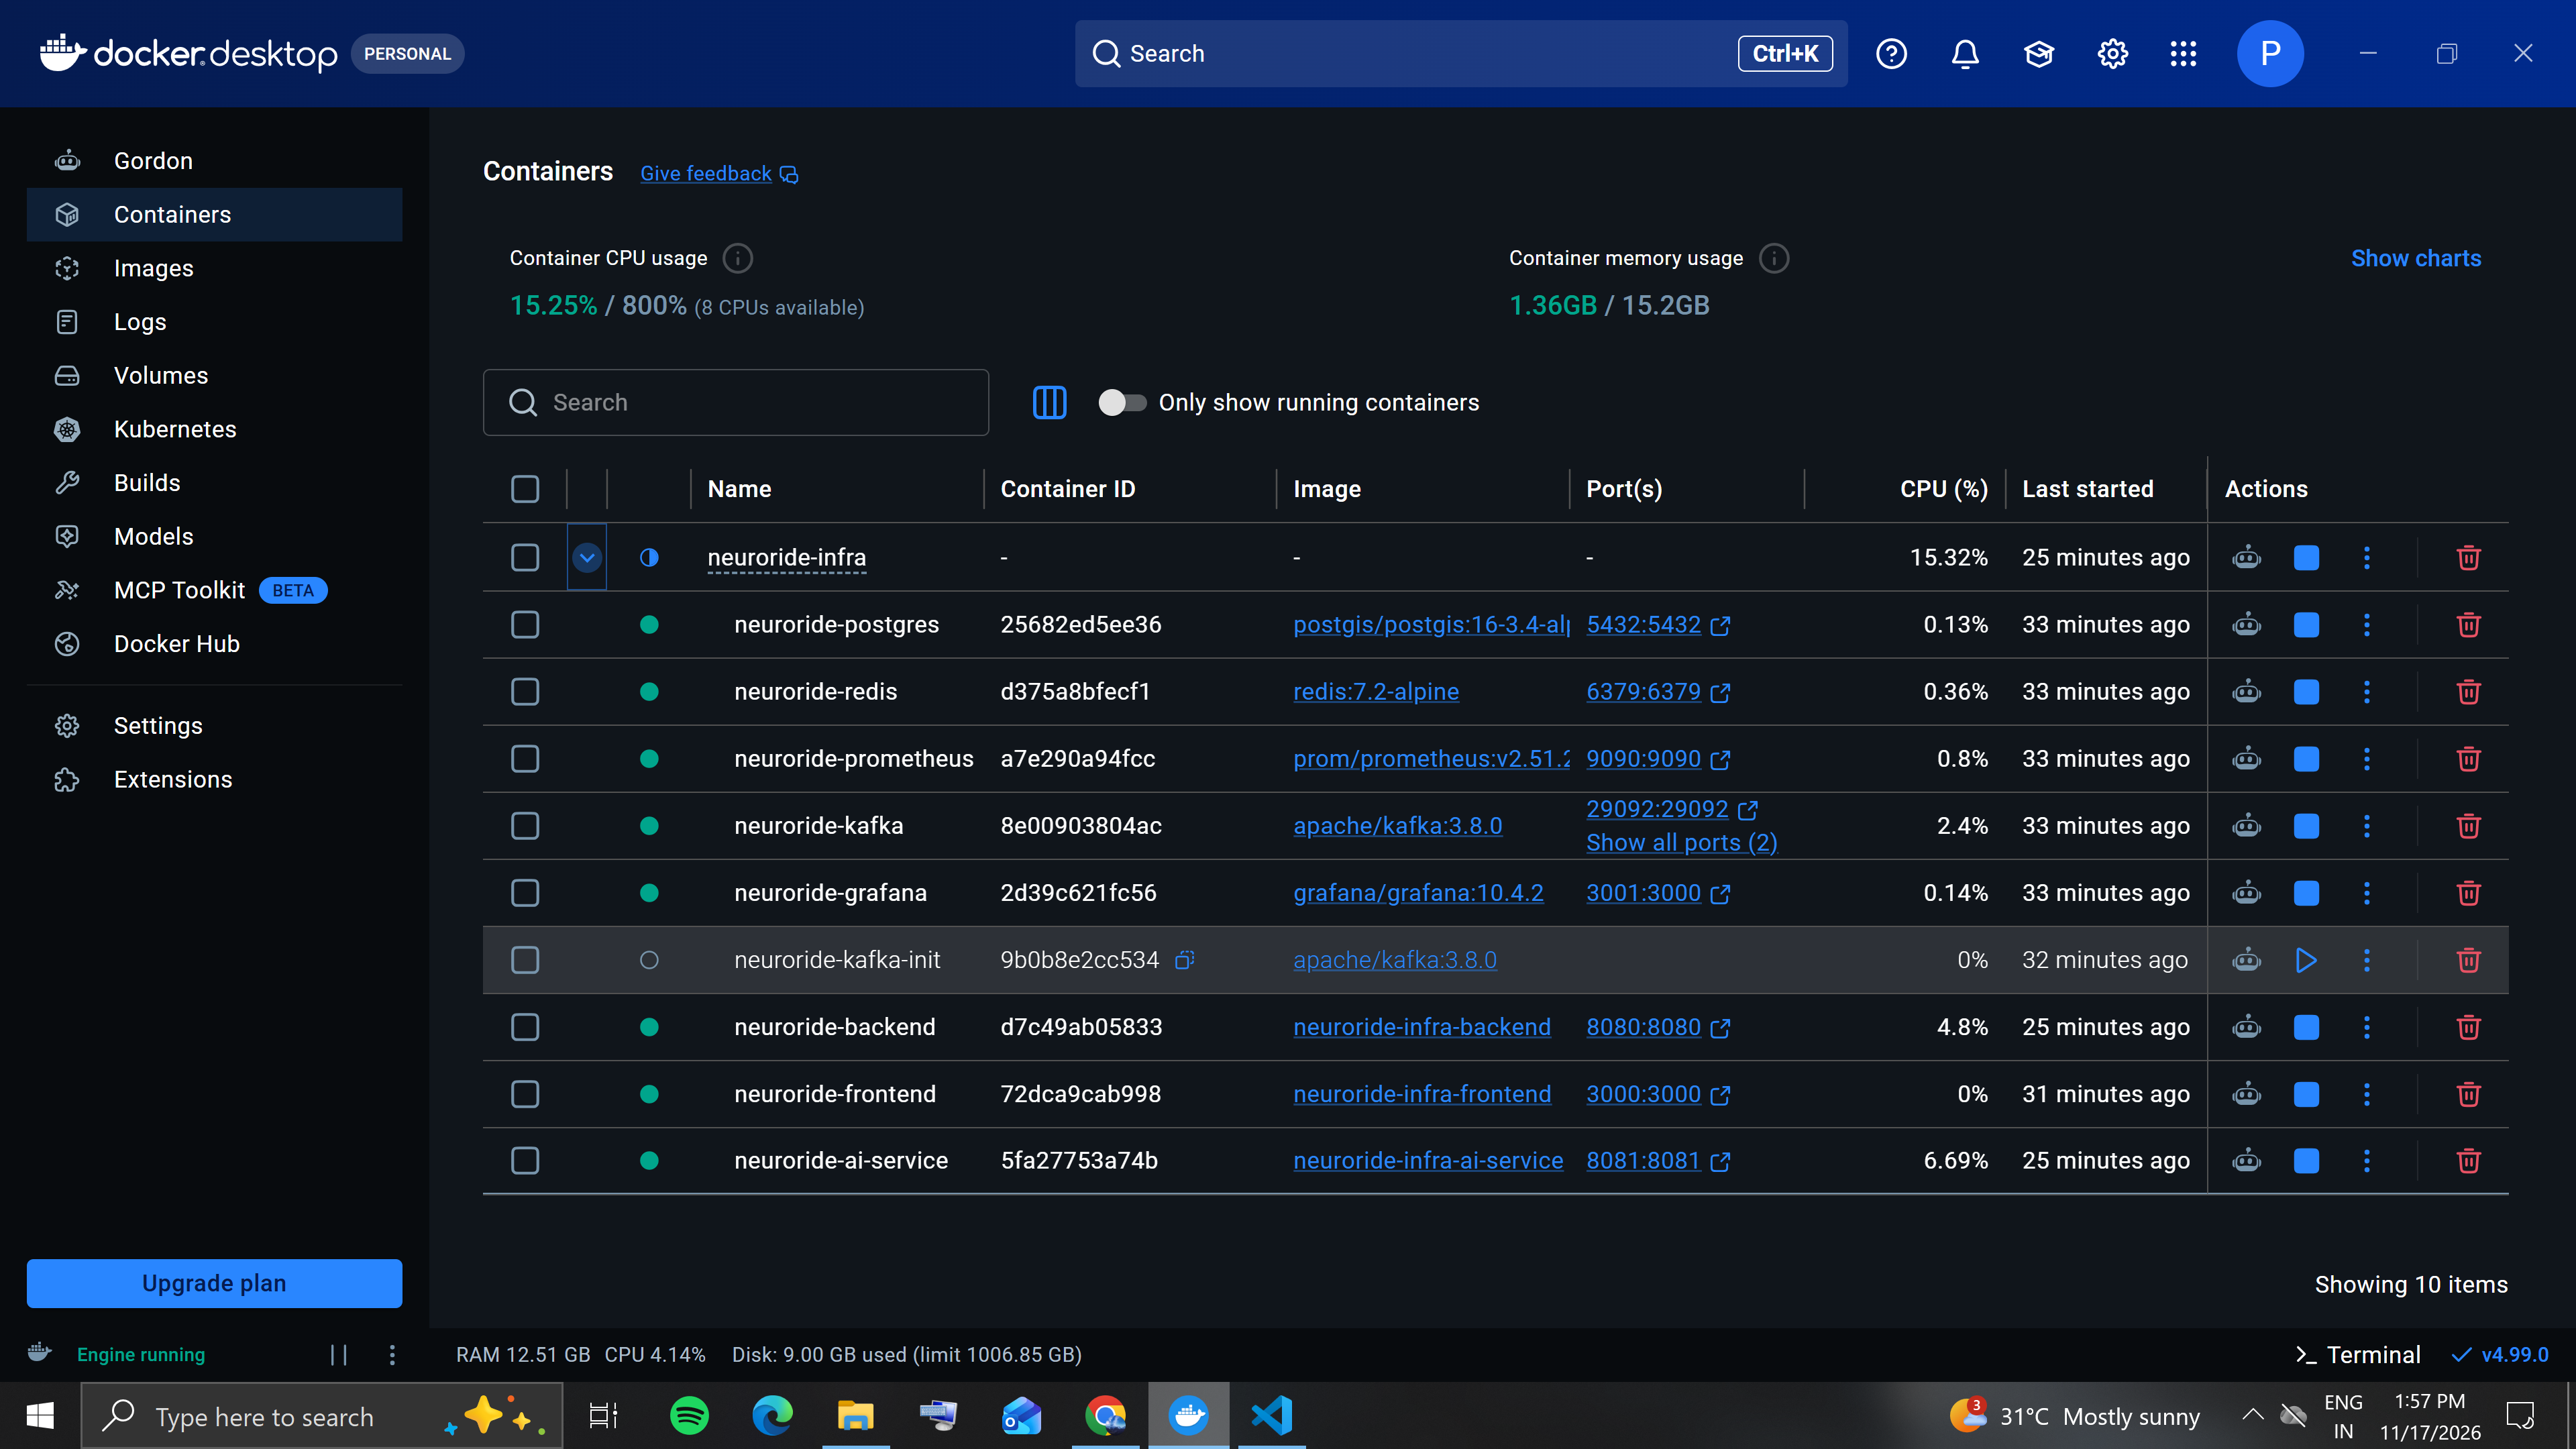 docker.desktop PERSONAL
Search Ctrl+K
P
Gordon
Containers
Images
Logs
Volumes
Kubernetes
Builds
Models
MCP Toolkit BETA
Docker Hub
Settings
Extensions
Upgrade plan
Containers Give feedback
Container CPU usage
15.25% / 800% (8 CPUs available)
Container memory usage
1.36GB / 15.2GB
Show charts
Search
Only show running containers
Name Container ID Image Port(s) CPU (%) Last started Actions
neuroride-infra - - - 15.32% 25 minutes ago
neuroride-postgres 25682ed5ee36 postgis/postgis:16-3.4-al 5432:5432 0.13% 33 minutes ago
neuroride-redis d375a8bfecf1 redis:7.2-alpine 6379:6379 0.36% 33 minutes ago
neuroride-prometheus a7e290a94fcc prom/prometheus:v2.51.2 9090:9090 0.8% 33 minutes ago
neuroride-kafka 8e00903804ac apache/kafka:3.8.0 29092:29092 2.4% 33 minutes ago
Show all ports (2)
neuroride-grafana 2d39c621fc56 grafana/grafana:10.4.2 3001:3000 0.14% 33 minutes ago
neuroride-kafka-init 9b0b8e2cc534 apache/kafka:3.8.0 0% 32 minutes ago
neuroride-backend d7c49ab05833 neuroride-infra-backend 8080:8080 4.8% 25 minutes ago
neuroride-frontend 72dca9cab998 neuroride-infra-frontend 3000:3000 0% 31 minutes ago
neuroride-ai-service 5fa27753a74b neuroride-infra-ai-service 8081:8081 6.69% 25 minutes ago
Showing 10 items
Engine running RAM 12.51 GB CPU 4.14% Disk: 9.00 GB used (limit 1006.85 GB) Terminal v4.99.0
Type here to search
3 31°C Mostly sunny
ENG
IN
1:57 PM
11/17/2026